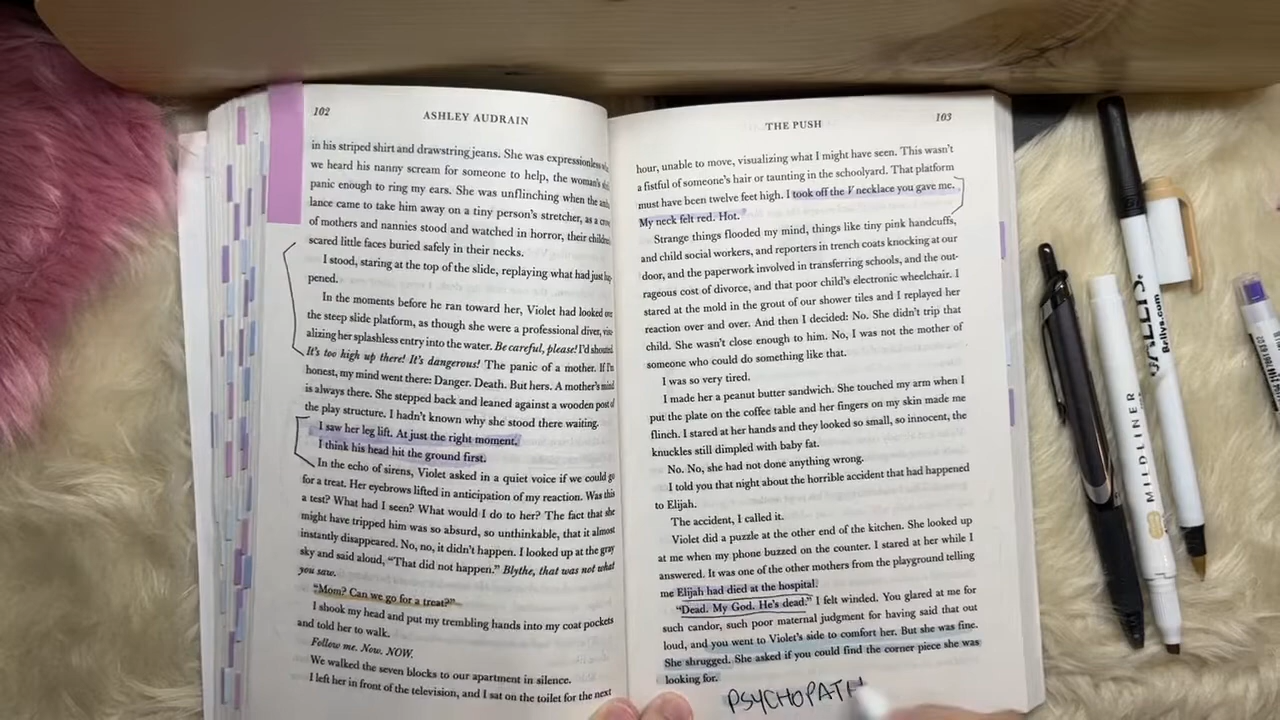 102
ASHLEY AUDRAIN
in his striped shirt and drawstring jeans. She was expressionless
we heard his nanny scream for someone to help, the woman's
panic enough to ring my ears. She was unflinching when the
lance came to take him away on a tiny person's stretcher, as a
of mothers and nannies stood and watched in horror, their
scared little faces buried safely in their necks.
I stood, staring at the top of the slide, replaying what had just
pened.
In the moments before he ran toward her, Violet had looked
the steep slide platform, as though she were a professional diver,
alizing her splashless entry into the water. Be careful, please! I'd shouted.
It's too high up there! It's dangerous! The panic of a mother. If I'm
honest, my mind went there: Danger. Death. But hers. A mother's mind
is always there. She stepped back and leaned against a wooden post of
the play structure. I hadn't known why she stood there waiting.
I saw her leg lift. At just the right moment.
I think his head hit the ground first.
In the echo of sirens, Violet asked in a quiet voice if we could go
for a treat. Her eyebrows lifted in anticipation of my reaction. Was this
a test? What had I seen? What would I do to her? The fact that she
might have tripped him was so absurd, so unthinkable, that it almost
instantly disappeared. No, no, it didn't happen. I looked up at the gray
sky and said aloud, "That did not happen." Blythe, that was not what
you saw.
"Mom? Can we go for a treat?"
I shook my head and put my trembling hands into my coat pockets
and told her to walk.
Follow me. Now. NOW.
We walked the seven blocks to our apartment in silence.
I left her in front of the television, and I sat on the toilet for the next
THE PUSH
103
hour, unable to move, visualizing what I might have seen. This wasn't
a fistful of someone's hair or taunting in the schoolyard. That platform
must have been twelve feet high. I took off the V necklace you gave me.
My neck felt red. Hot.
Strange things flooded my mind, things like tiny pink handcuffs,
and child social workers, and reporters in trench coats knocking at our
door, and the paperwork involved in transferring schools, and the out-
rageous cost of divorce, and that poor child's electronic wheelchair. I
stared at the mold in the grout of our shower tiles and I replayed her
reaction over and over. And then I decided: No. She didn't trip that
child. She wasn't close enough to him. No, I was not the mother of
someone who could do something like that.
I was so very tired.
I made her a peanut butter sandwich. She touched my arm when I
put the plate on the coffee table and her fingers on my skin made me
flinch. I stared at her hands and they looked so small, so innocent, the
knuckles still dimpled with baby fat.
No. No, she had not done anything wrong.
I told you that night about the horrible accident that had happened
to Elijah.
The accident, I called it.
Violet did a puzzle at the other end of the kitchen. She looked up
at me when my phone buzzed on the counter. I stared at her while I
answered. It was one of the other mothers from the playground telling
me Elijah had died at the hospital.
"Dead. My God. He's dead." I felt winded. You glared at me for
such candor, such poor maternal judgment for having said that out
loud, and you went to Violet's side to comfort her. But she was fine.
She shrugged. She asked if you could find the corner piece she was
looking for.
PSYCHOPATH
MILDLINER